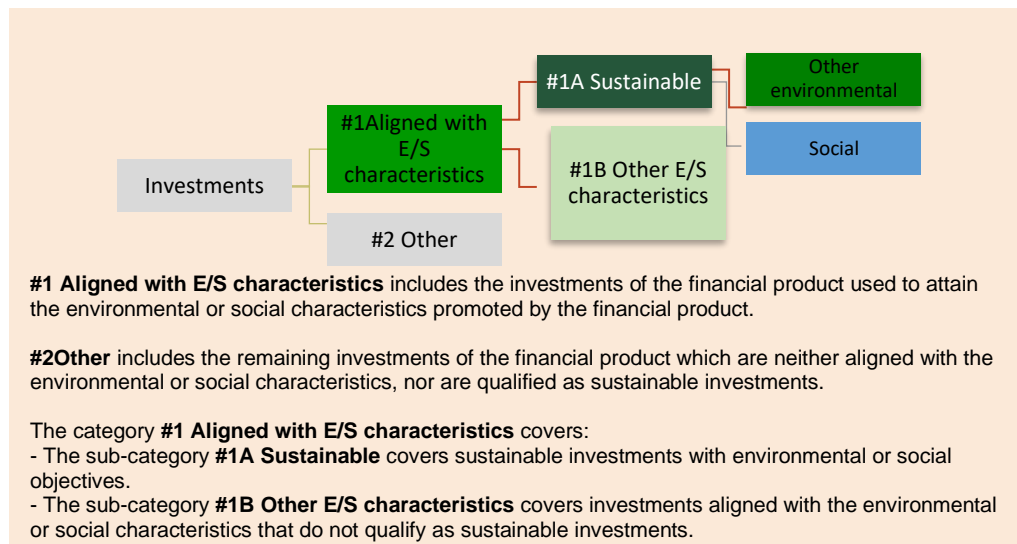 Investments
#1Aligned with
E/S
characteristics
#2 Other
#1A Sustainable
#1B Other E/S
characteristics
Other
environmental
Social
#1 Aligned with E/S characteristics includes the investments of the financial product used to attain
the environmental or social characteristics promoted by the financial product.
#2Other includes the remaining investments of the financial product which are neither aligned with the
environmental or social characteristics, nor are qualified as sustainable investments.
The category #1 Aligned with E/S characteristics covers:
- The sub-category #1A Sustainable covers sustainable investments with environmental or social
objectives.
- The sub-category #1B Other E/S characteristics covers investments aligned with the environmental
or social characteristics that do not qualify as sustainable investments.